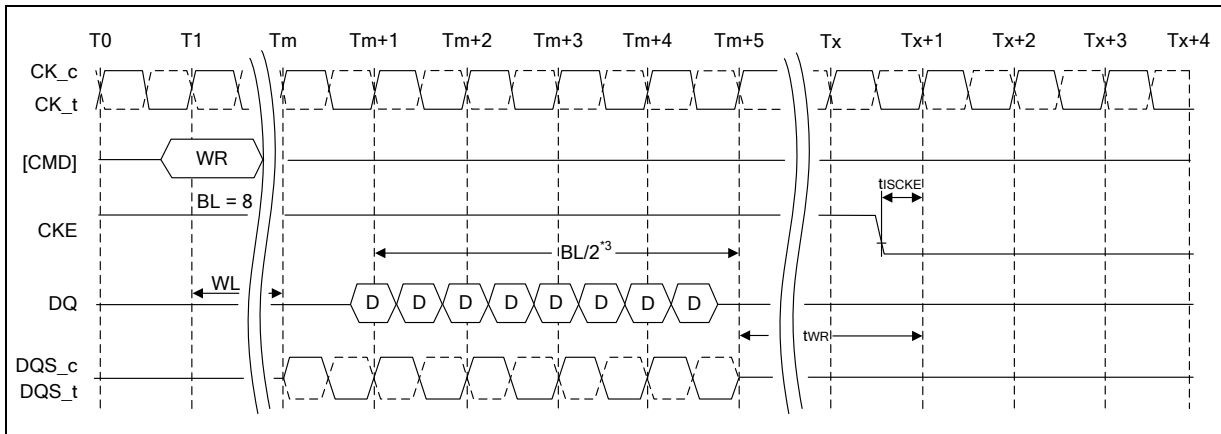 T0 T1 Tm Tm+1 Tm+2 Tm+3 Tm+4 Tm+5 Tx Tx+1 Tx+2 Tx+3 Tx+4
CK_c
CK_t
[CMD] WR
tISCKE
BL = 8
CKE
BL/2*3
WL
DQ D D D D D D D D
tWR
DQS_c
DQS_t